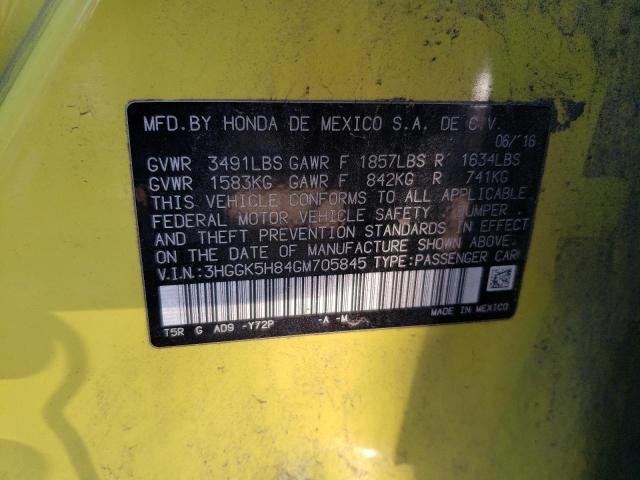 MFD.BY HONDA DE MEXICO S.A. DE C.V.
06/16
GVWR 3491LBS GAWR F 1857LBS R 1634LBS
GVWR 1583KG GAWR F 842KG R 741KG
THIS VEHICLE CONFORMS TO ALL APPLICABLE
FEDERAL MOTOR VEHICLE SAFETY, BUMPER,
AND THEFT PREVENTION STANDARDS IN EFFECT
ON THE DATE OF MANUFACTURE SHOWN ABOVE.
V.I.N.:3HGGK5H84GM705845 TYPE:PASSENGER CAR
T5R G AD9 -Y72P -A -M MADE IN MEXICO